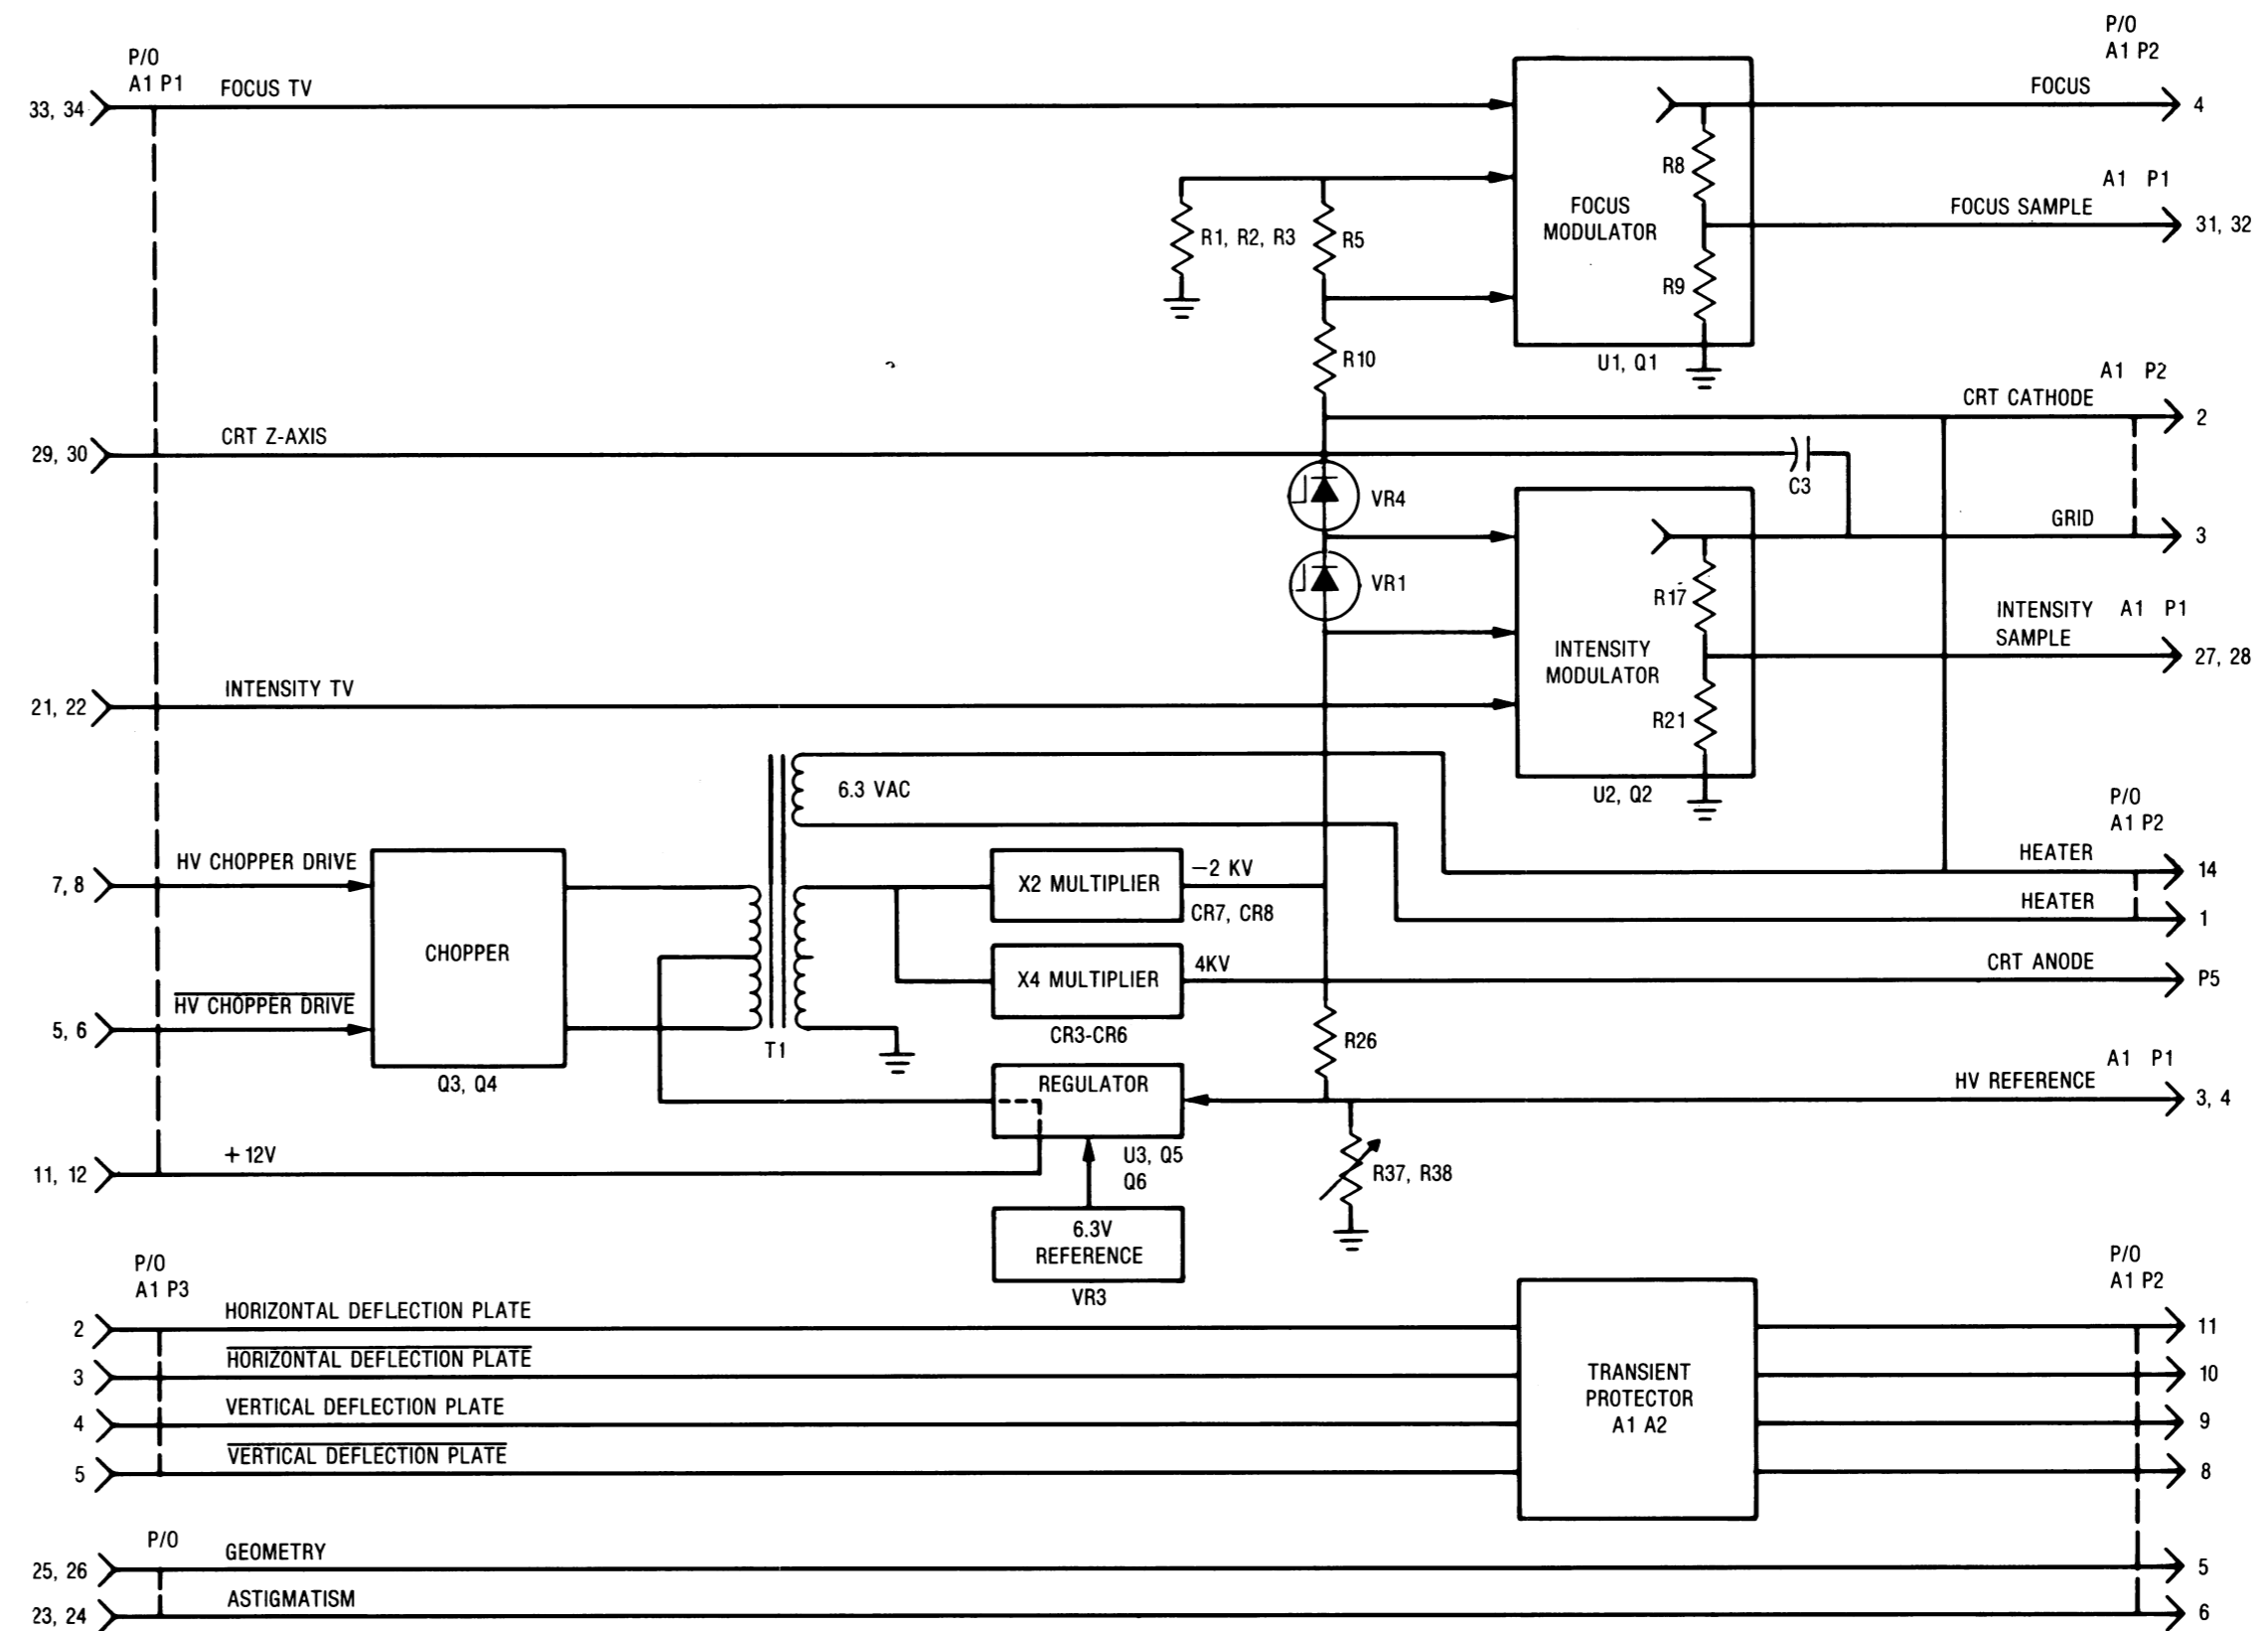 P/O
A1 P1
P/O
A1 P2
33, 34
FOCUS TV
FOCUS
4
R8
A1 P1
FOCUS SAMPLE
31, 32
R1, R2, R3
R5
FOCUS
MODULATOR
R9
R10
U1, Q1
A1 P2
CRT CATHODE
2
29, 30
CRT Z-AXIS
C3
VR4
GRID
3
VR1
R17
INTENSITY
SAMPLE
A1 P1
27, 28
INTENSITY
MODULATOR
21, 22
INTENSITY TV
R21
6.3 VAC
U2, Q2
P/O
A1 P2
7, 8
HV CHOPPER DRIVE
X2 MULTIPLIER
−2 KV
CR7, CR8
HEATER
14
HEATER
1
CHOPPER
X4 MULTIPLIER
4KV
CRT ANODE
P5
5, 6
HV CHOPPER DRIVE
T1
CR3-CR6
R26
Q3, Q4
REGULATOR
A1 P1
HV REFERENCE
3, 4
11, 12
+12V
U3, Q5
Q6
R37, R38
6.3V
REFERENCE
VR3
P/O
A1 P3
P/O
A1 P2
2
HORIZONTAL DEFLECTION PLATE
11
3
HORIZONTAL DEFLECTION PLATE
10
4
VERTICAL DEFLECTION PLATE
9
5
VERTICAL DEFLECTION PLATE
8
TRANSIENT
PROTECTOR
A1 A2
P/O
25, 26
GEOMETRY
5
23, 24
ASTIGMATISM
6